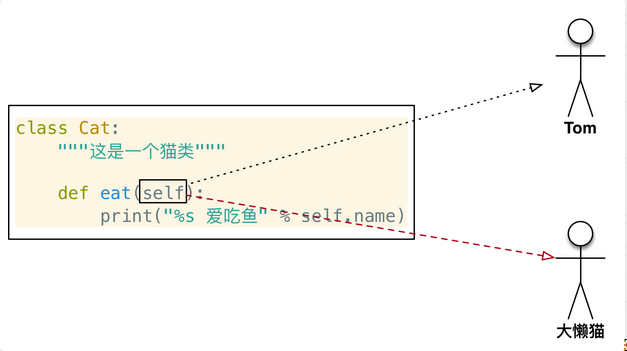 class Cat:
    """这是一个猫类"""
    def eat(self):
        print("%s 爱吃鱼" % self.name)
Tom
大懒猫